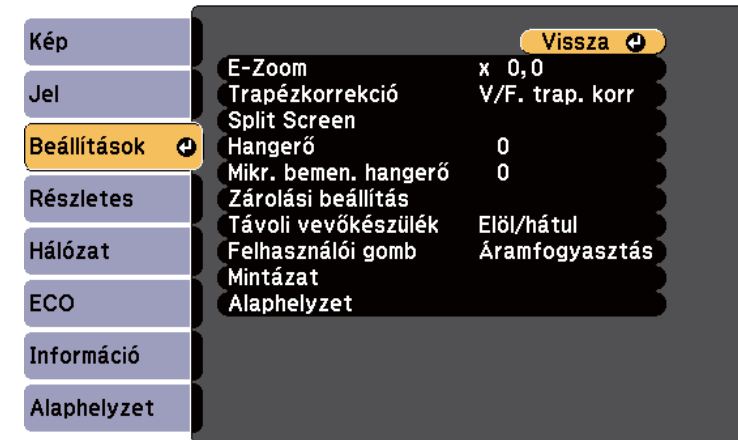 Kép
Jel
Beállítások
Részletes
Hálózat
ECO
Információ
Alaphelyzet
Vissza
E-Zoom x 0,0
Trapézkorrekció V/F. trap. korr
Split Screen
Hangerő 0
Mikr. bemen. hangerő 0
Zárolási beállítás
Távoli vevőkészülék Elöl/hátul
Felhasználói gomb Áramfogyasztás
Mintázat
Alaphelyzet